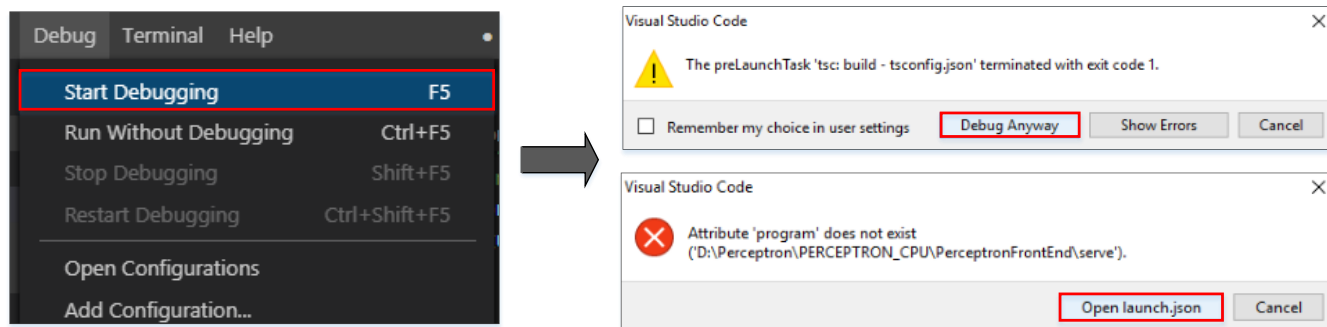 Debug Terminal Help
Start Debugging F5
Run Without Debugging Ctrl+F5
Stop Debugging Shift+F5
Restart Debugging Ctrl+Shift+F5
Open Configurations
Add Configuration...
Visual Studio Code
The preLaunchTask 'tsc: build - tsconfig.json' terminated with exit code 1.
Remember my choice in user settings Debug Anyway Show Errors Cancel
Visual Studio Code
Attribute 'program' does not exist
('D:\Perceptron\PERCEPTRON_CPU\PerceptronFrontEnd\serve').
Open launch.json Cancel